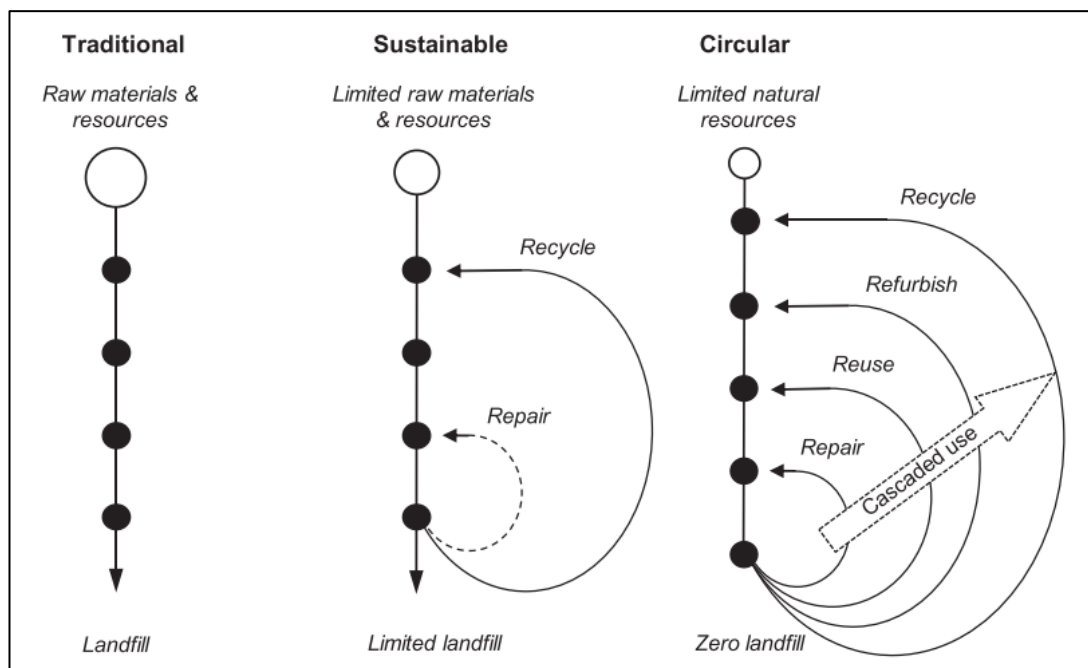 Traditional
Raw materials &
resources
Landfill
Sustainable
Limited raw materials
& resources
Recycle
Repair
Limited landfill
Circular
Limited natural
resources
Recycle
Refurbish
Reuse
Repair
Cascaded use
Zero landfill